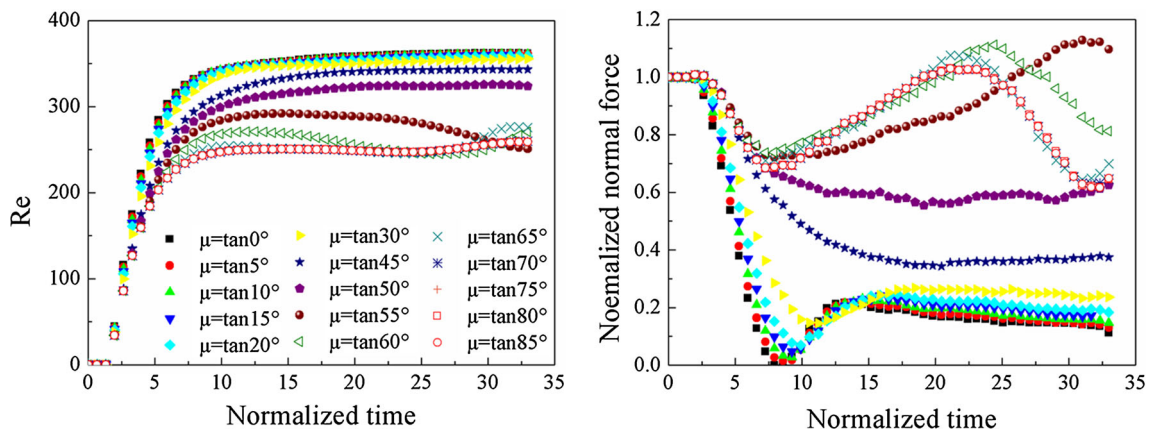 400
300
200
100
0
Re
0 5 10 15 20 25 30 35
Normalized time
μ=tan0° μ=tan30° μ=tan65°
μ=tan5° μ=tan45° μ=tan70°
μ=tan10° μ=tan50° μ=tan75°
μ=tan15° μ=tan55° μ=tan80°
μ=tan20° μ=tan60° μ=tan85°
1.2
1.0
0.8
0.6
0.4
0.2
0.0
Noemalized normal force
0 5 10 15 20 25 30 35
Normalized time